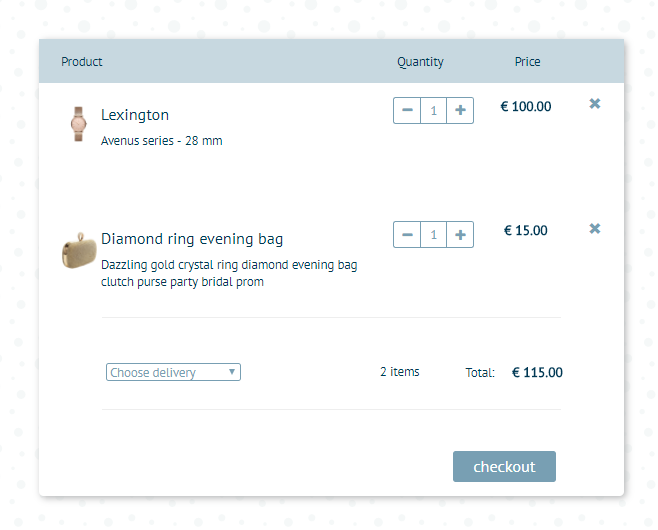 Product Quantity Price
Lexington 1 € 100.00
Avenus series - 28 mm
Diamond ring evening bag 1 € 15.00
Dazzling gold crystal ring diamond evening bag
clutch purse party bridal prom
Choose delivery 2 items Total: € 115.00
checkout